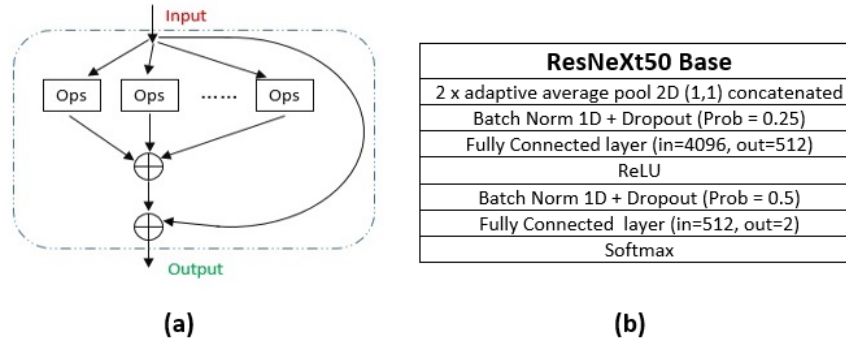 Input
Ops Ops ...... Ops
Output
(a)
ResNeXt50 Base
2 x adaptive average pool 2D (1,1) concatenated
Batch Norm 1D + Dropout (Prob = 0.25)
Fully Connected layer (in=4096, out=512)
ReLU
Batch Norm 1D + Dropout (Prob = 0.5)
Fully Connected layer (in=512, out=2)
Softmax
(b)